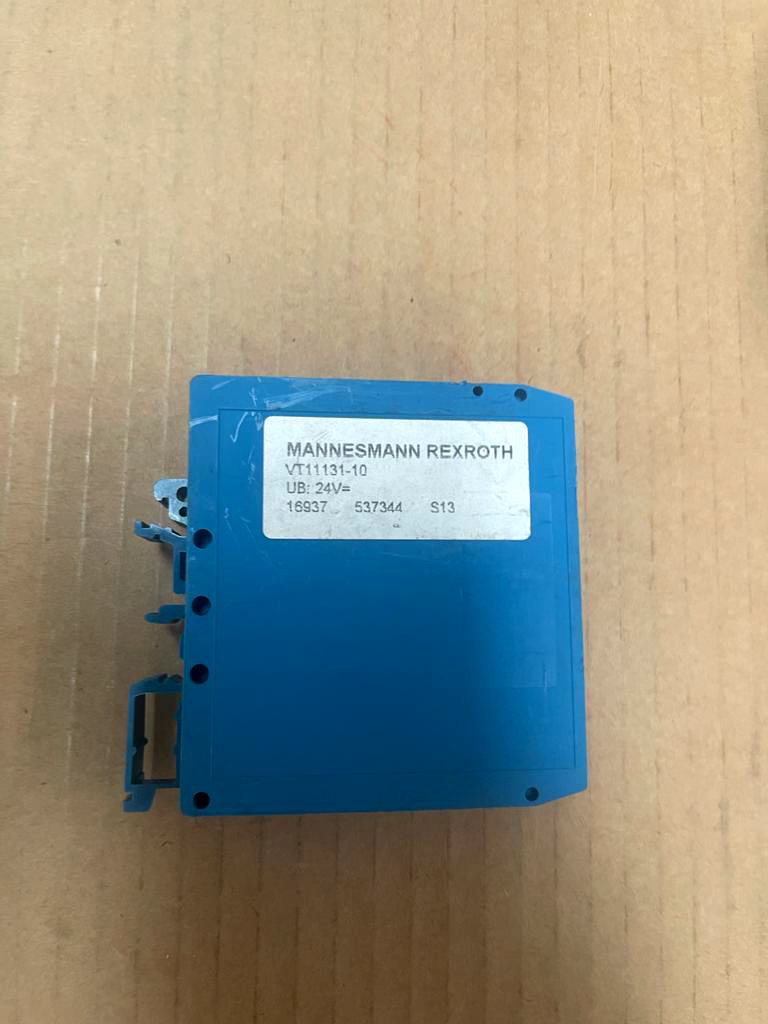 MANNESMANN REXROTH
VT11131-10
UB: 24V=
16937 537344 S13